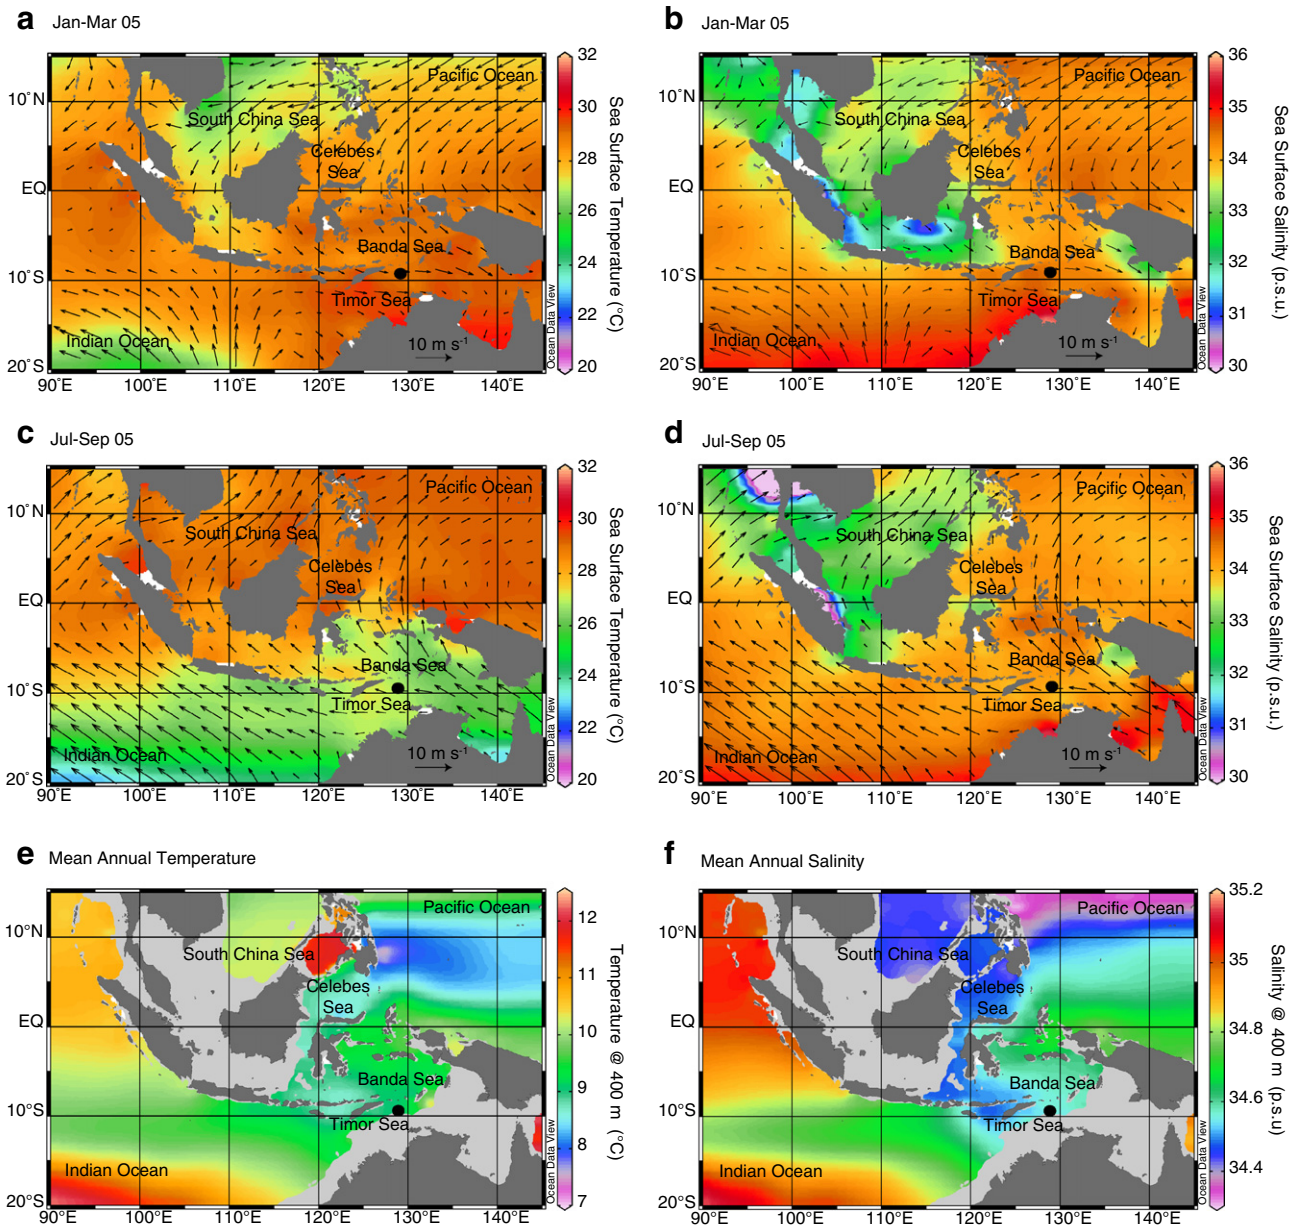 a Jan-Mar 05
Pacific Ocean
South China Sea
Celebes
Sea
Banda Sea
Timor Sea
Indian Ocean
10 m s-1
10˚N
EQ
10˚S
20˚S
90˚E 100˚E 110˚E 120˚E 130˚E 140˚E
Ocean Data View
32
30
28
26
24
22
20
Sea Surface Temperature (˚C)
b Jan-Mar 05
Pacific Ocean
South China Sea
Celebes
Sea
Banda Sea
Timor Sea
Indian Ocean
10 m s-1
10˚N
EQ
10˚S
20˚S
90˚E 100˚E 110˚E 120˚E 130˚E 140˚E
Ocean Data View
36
35
34
33
32
31
30
Sea Surface Salinity (p.s.u.)
c Jul-Sep 05
Pacific Ocean
South China Sea
Celebes
Sea
Banda Sea
Timor Sea
Indian Ocean
10 m s-1
10˚N
EQ
10˚S
20˚S
90˚E 100˚E 110˚E 120˚E 130˚E 140˚E
Ocean Data View
32
30
28
26
24
22
20
Sea Surface Temperature (˚C)
d Jul-Sep 05
Pacific Ocean
South China Sea
Celebes
Sea
Banda Sea
Timor Sea
Indian Ocean
10 m s-1
10˚N
EQ
10˚S
20˚S
90˚E 100˚E 110˚E 120˚E 130˚E 140˚E
Ocean Data View
36
35
34
33
32
31
30
Sea Surface Salinity (p.s.u.)
e Mean Annual Temperature
Pacific Ocean
South China Sea
Celebes
Sea
Banda Sea
Timor Sea
Indian Ocean
10˚N
EQ
10˚S
20˚S
90˚E 100˚E 110˚E 120˚E 130˚E 140˚E
Ocean Data View
12
11
10
9
8
7
Temperature @ 400 m (˚C)
f Mean Annual Salinity
Pacific Ocean
South China Sea
Celebes
Sea
Banda Sea
Timor Sea
Indian Ocean
10˚N
EQ
10˚S
20˚S
90˚E 100˚E 110˚E 120˚E 130˚E 140˚E
Ocean Data View
35.2
35
34.8
34.6
34.4
Salinity @ 400 m (p.s.u)